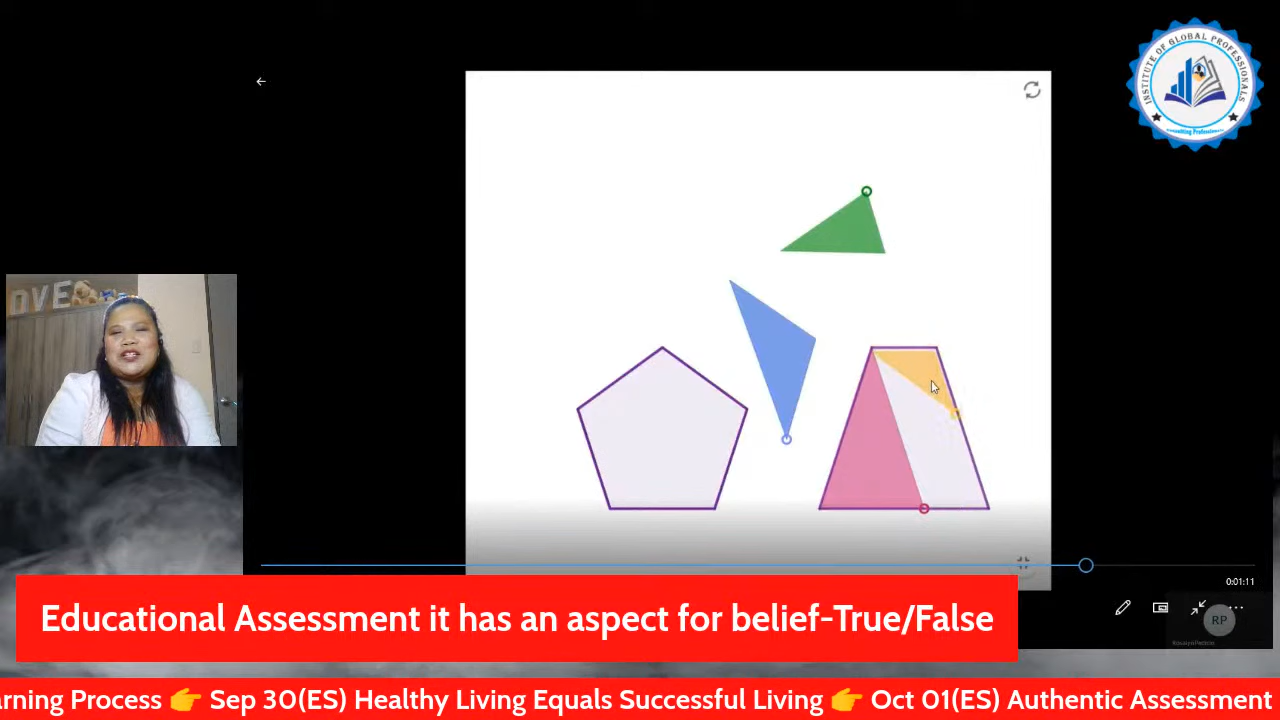 INSTITUTE OF GLOBAL PROFESSIONALS
OVE
0:01:11
RP
Educational Assessment it has an aspect for belief-True/False
arning Process 👉 Sep 30(ES) Healthy Living Equals Successful Living 👉 Oct 01(ES) Authentic Assessment